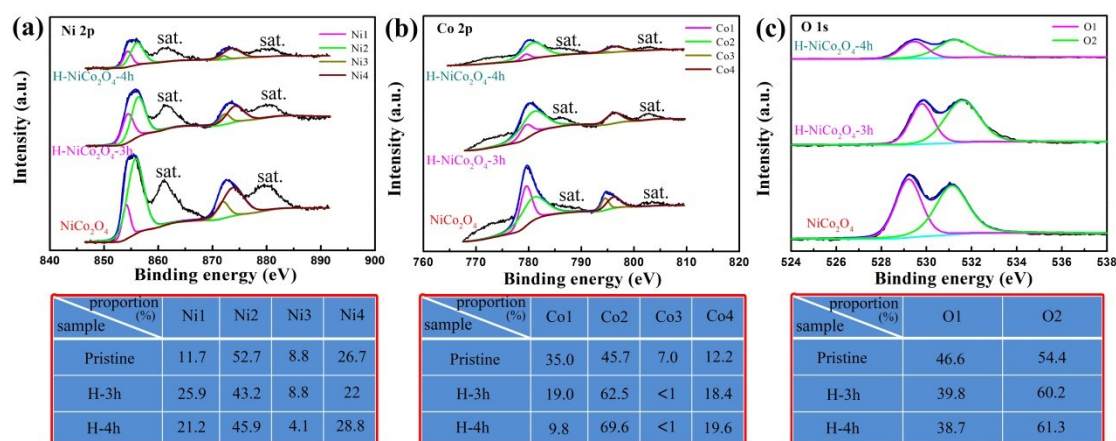 (a)
Ni 2p
Ni1
Ni2
Ni3
Ni4
sat.
sat.
H-NiCo₂O₄-4h
sat.
sat.
H-NiCo₂O₄-3h
sat.
sat.
NiCo₂O₄
Intensity (a.u.)
840 850 860 870 880 890 900
Binding energy (eV)
(b)
Co 2p
Co1
Co2
Co3
Co4
sat.
sat.
H-NiCo₂O₄-4h
sat.
sat.
H-NiCo₂O₄-3h
sat.
sat.
NiCo₂O₄
Intensity (a.u.)
760 770 780 790 800 810 820
Binding energy (eV)
(c)
O 1s
O1
O2
H-NiCo₂O₄-4h
H-NiCo₂O₄-3h
NiCo₂O₄
Intensity (a.u.)
524 526 528 530 532 534 536 538
Binding energy (eV)
proportion (%) sample Ni1 Ni2 Ni3 Ni4
Pristine 11.7 52.7 8.8 26.7
H-3h 25.9 43.2 8.8 22
H-4h 21.2 45.9 4.1 28.8
proportion (%) sample Co1 Co2 Co3 Co4
Pristine 35.0 45.7 7.0 12.2
H-3h 19.0 62.5 <1 18.4
H-4h 9.8 69.6 <1 19.6
proportion (%) sample O1 O2
Pristine 46.6 54.4
H-3h 39.8 60.2
H-4h 38.7 61.3